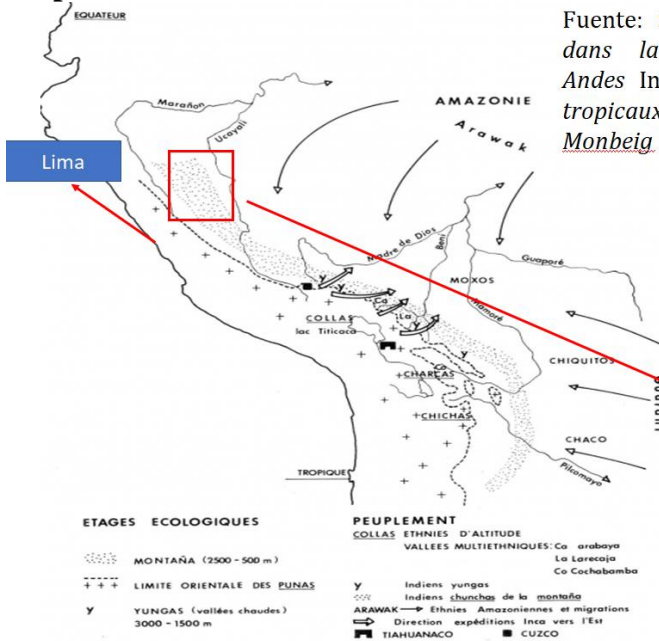 EQUATEUR
Fuente:
dans la
Andes In
tropicaux
Monbeig
Marañon
Ucayali
AMAZONIE
Arawak
Lima
Madre de Dios
Beni
Guaporé
MOXOS
Mamoré
Y
Y
Ca
La
Y
COLLAS
lac Titicaca
Y
CHIQUITOS
Co
CHARCAS
CHICHAS
CHACO
TROPIQUE
Pilcomayo
ETAGES ECOLOGIQUES
MONTAÑA (2500-500 m)
LIMITE ORIENTALE DES PUNAS
Y YUNGAS (vallées chaudes)
3000-1500 m
PEUPLEMENT
COLLAS ETHNIES D'ALTITUDE
VALLEES MULTIETHNIQUES: Ca arabaya
La Larecaja
Co Cochabamba
Y Indiens yungas
Indiens chunchos de la montaña
ARAWAK Ethnies Amazoniennes et migrations
Direction expéditions Inca vers l'Est
TIAHUANACO CUZCO